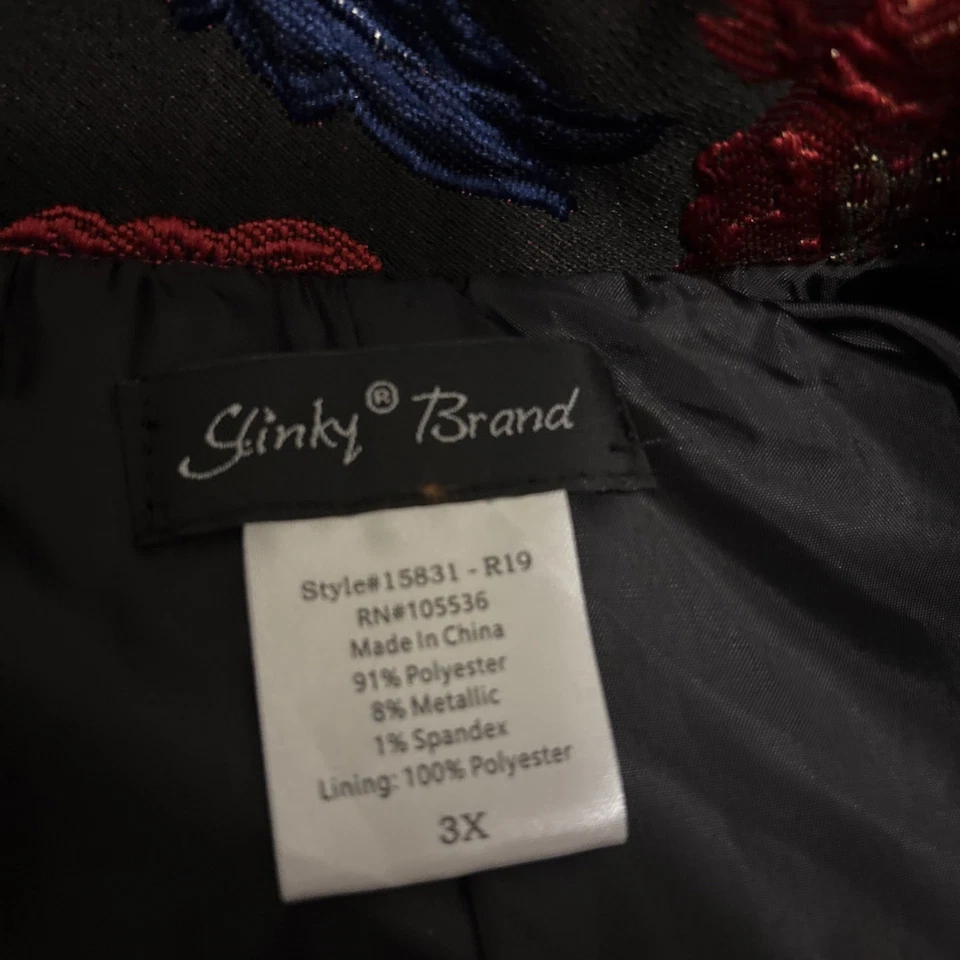 Slinky® Brand
Style#15831 - R19
RN#105536
Made In China
91% Polyester
8% Metallic
1% Spandex
Lining: 100% Polyester
3X